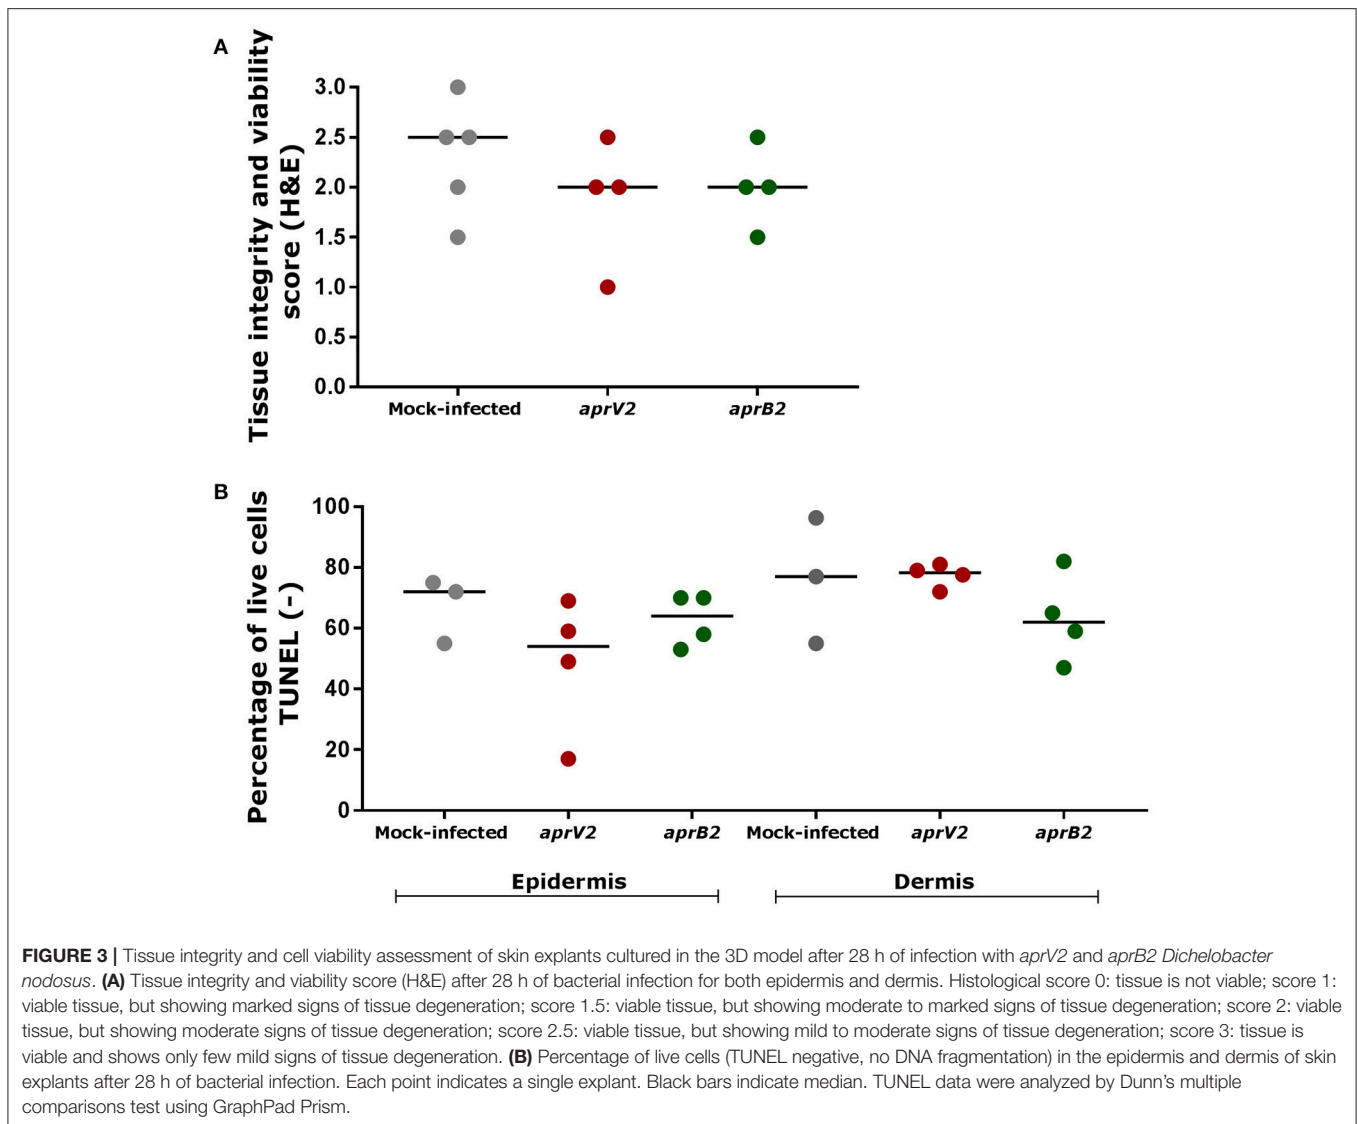 A
Tissue integrity and viability
score (H&E)
3.0
2.5
2.0
1.5
1.0
0.5
0.0
Mock-infected aprV2 aprB2
B
Percentage of live cells
TUNEL (-)
100
80
60
40
20
0
Mock-infected aprV2 aprB2 Mock-infected aprV2 aprB2
Epidermis Dermis
FIGURE 3 | Tissue integrity and cell viability assessment of skin explants cultured in the 3D model after 28 h of infection with aprV2 and aprB2 Dichelobacter
nodosus. (A) Tissue integrity and viability score (H&E) after 28 h of bacterial infection for both epidermis and dermis. Histological score 0: tissue is not viable; score 1:
viable tissue, but showing marked signs of tissue degeneration; score 1.5: viable tissue, but showing moderate to marked signs of tissue degeneration; score 2: viable
tissue, but showing moderate signs of tissue degeneration; score 2.5: viable tissue, but showing mild to moderate signs of tissue degeneration; score 3: tissue is
viable and shows only few mild signs of tissue degeneration. (B) Percentage of live cells (TUNEL negative, no DNA fragmentation) in the epidermis and dermis of skin
explants after 28 h of bacterial infection. Each point indicates a single explant. Black bars indicate median. TUNEL data were analyzed by Dunn's multiple
comparisons test using GraphPad Prism.